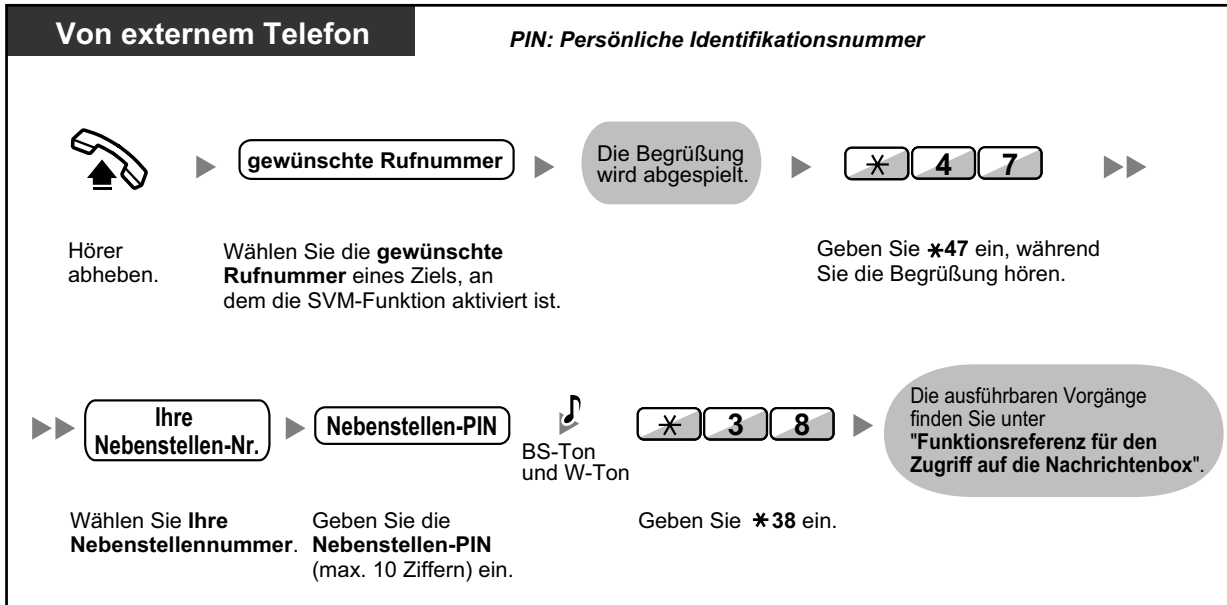 Von externem Telefon
PIN: Persönliche Identifikationsnummer
gewünschte Rufnummer
Die Begrüßung
wird abgespielt.
* 4 7
Hörer
abheben.
Wählen Sie die gewünschte
Rufnummer eines Ziels, an
dem die SVM-Funktion aktiviert ist.
Geben Sie *47 ein, während
Sie die Begrüßung hören.
Ihre
Nebenstellen-Nr.
Nebenstellen-PIN
BS-Ton
und W-Ton
* 3 8
Die ausführbaren Vorgänge
finden Sie unter
"Funktionsreferenz für den
Zugriff auf die Nachrichtenbox".
Wählen Sie Ihre
Nebenstellennummer.
Geben Sie die
Nebenstellen-PIN
(max. 10 Ziffern) ein.
Geben Sie *38 ein.